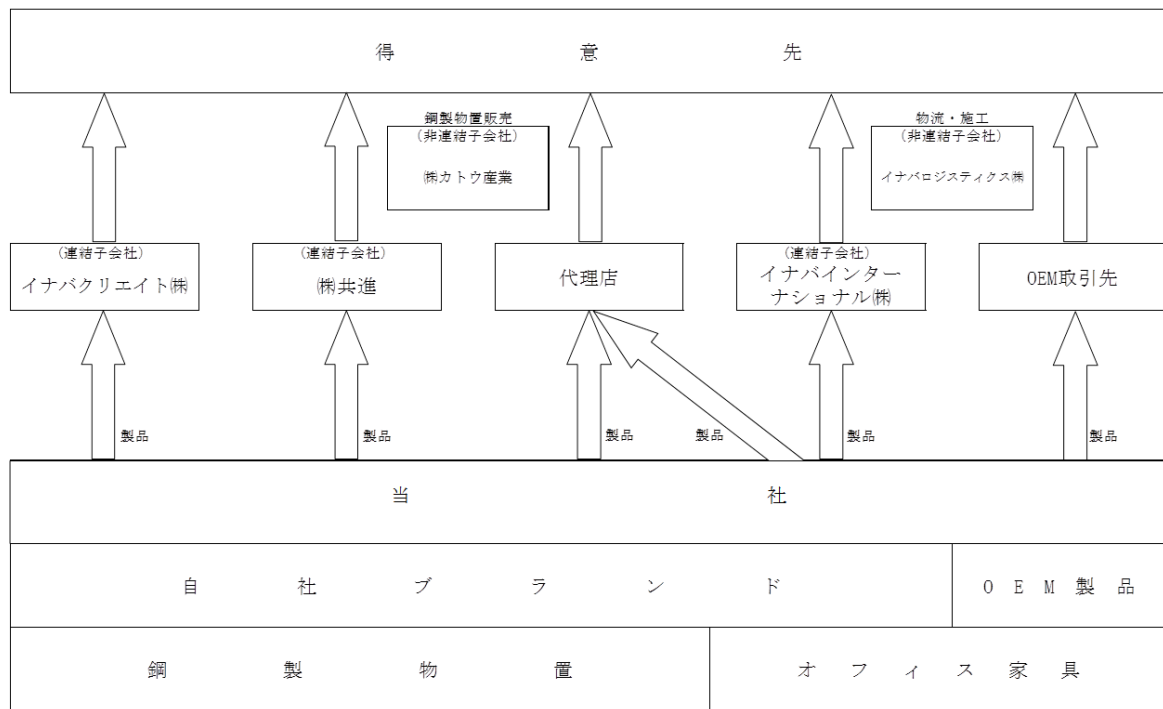 得意先
鋼製物置販売
(非連結子会社)
㈱カトウ産業
物流・施工
(非連結子会社)
イナバロジスティクス㈱
(連結子会社)
イナバクリエイト㈱
(連結子会社)
㈱共進
代理店
(連結子会社)
イナバインター
ナショナル㈱
OEM取引先
製品
製品
製品
製品
製品
製品
当社
自社ブランド
OEM製品
鋼製物置
オフィス家具